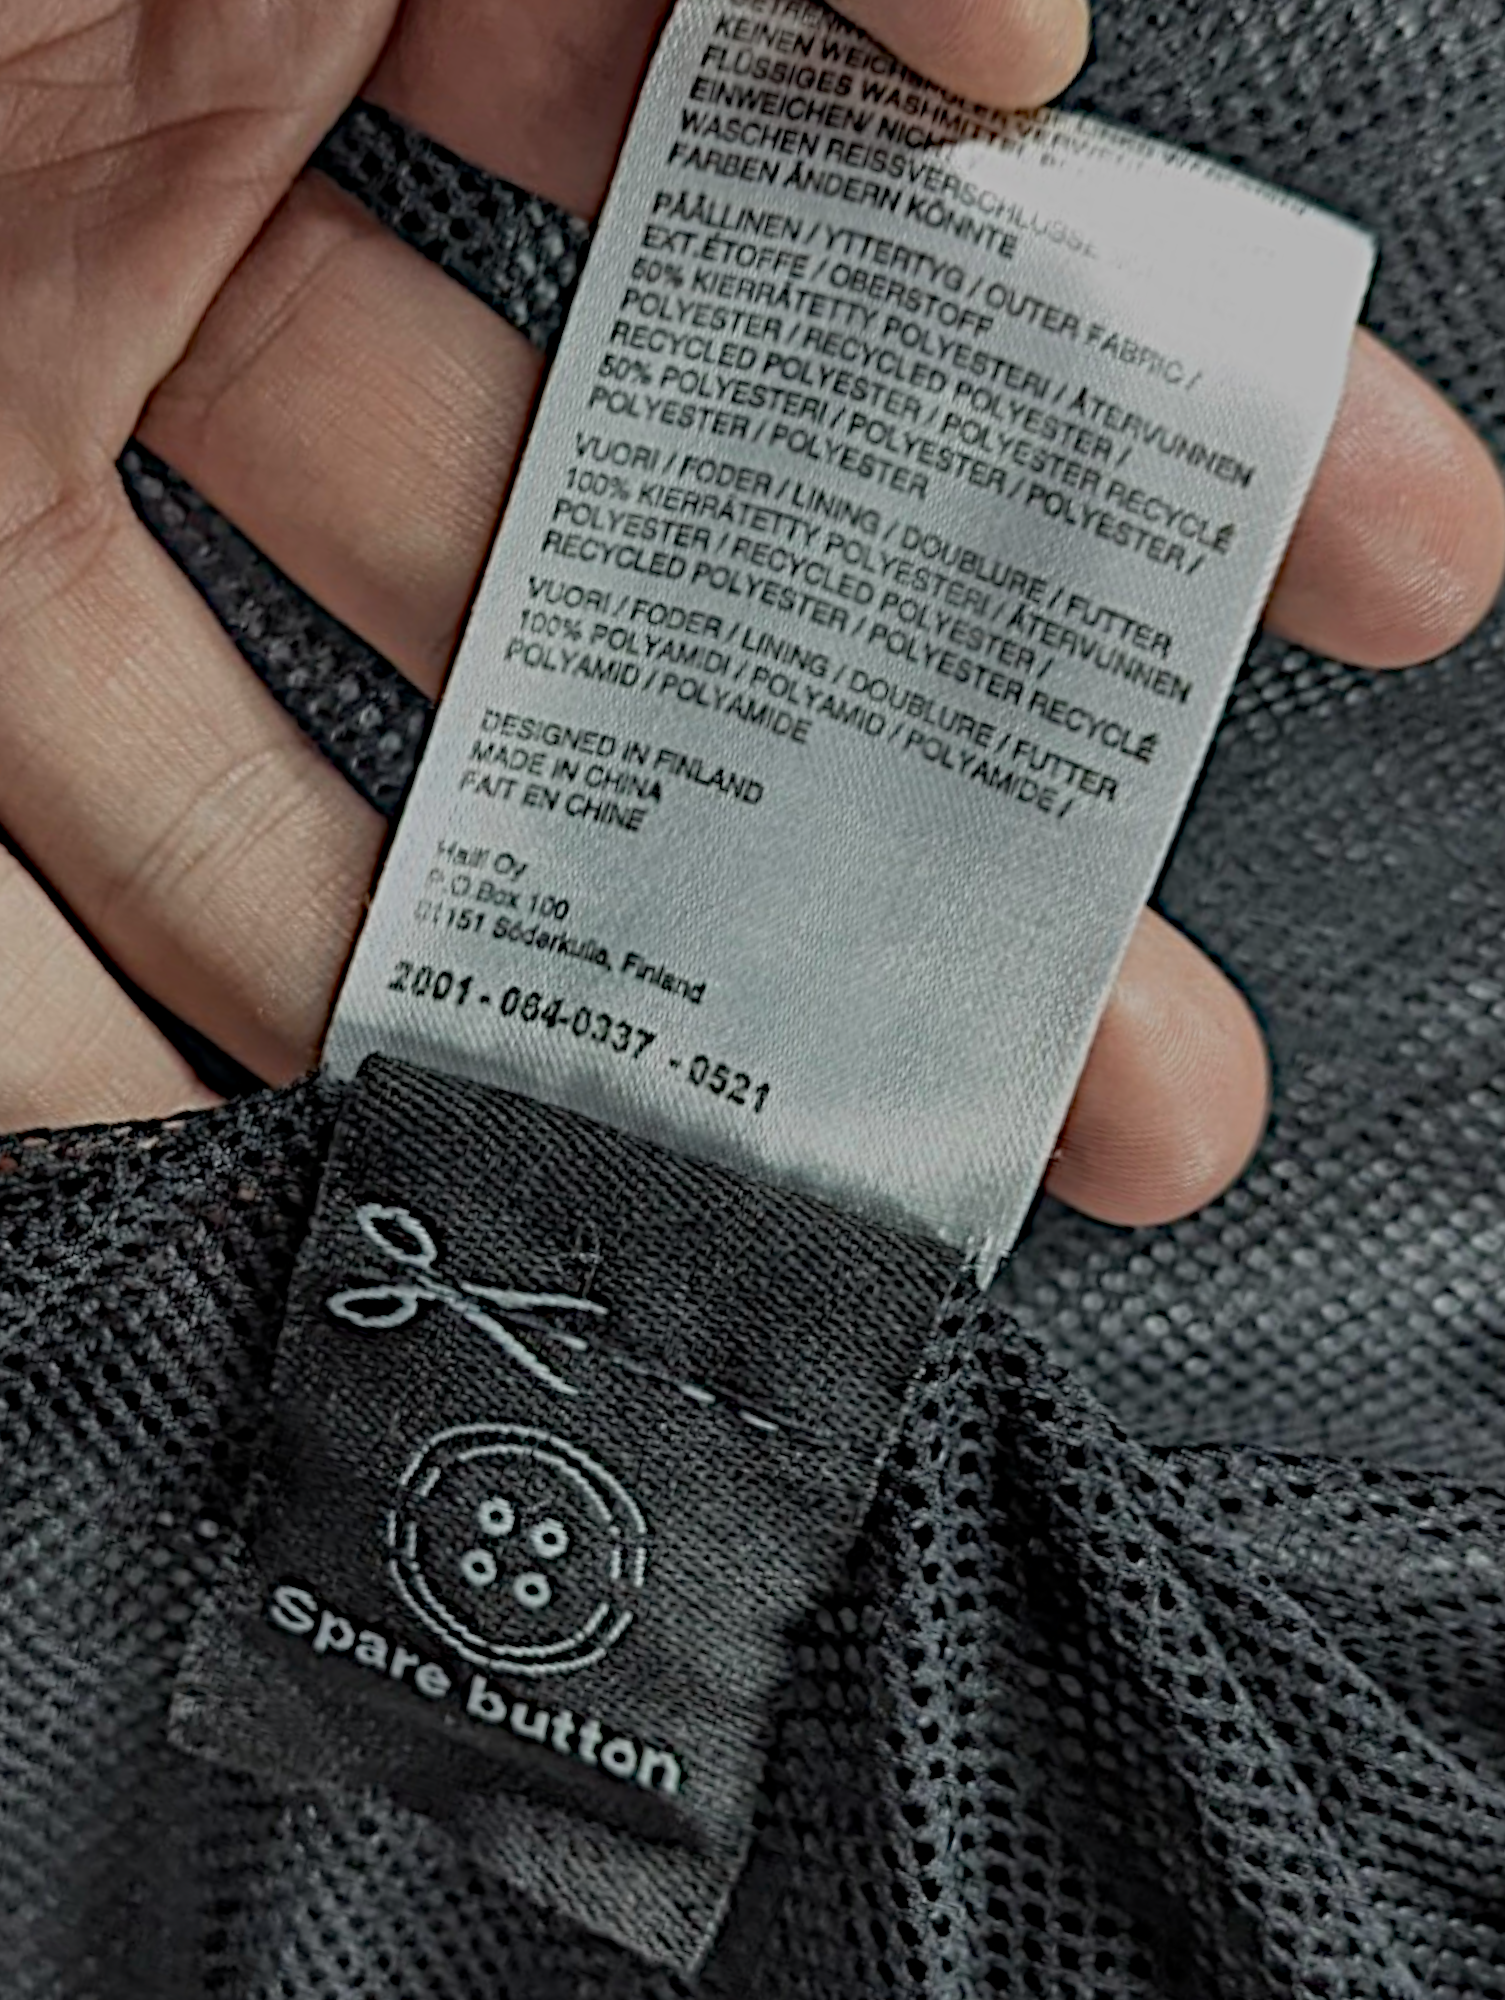 KEINEN WEICHSPÜLER
FLÜSSIGES WASHMITTEL
EINWEICHEN/ NICHT
WASCHEN REISSVERSCHLÜSSE
FARBEN ÄNDERN KÖNNTE
PÄÄLLINEN / YTTERTYG / OUTER FABRIC /
EXT.ÉTOFFE / OBERSTOFF
50% KIERRÄTETTY POLYESTERI / ÅTERVUNNEN
POLYESTER / RECYCLED POLYESTER /
RECYCLED POLYESTER / POLYESTER RECYCLÉ
50% POLYESTERI / POLYESTER / POLYESTER /
POLYESTER / POLYESTER
VUORI / FODER / LINING / DOUBLURE / FUTTER
100% KIERRÄTETTY POLYESTERI / ÅTERVUNNEN
POLYESTER / RECYCLED POLYESTER /
RECYCLED POLYESTER / POLYESTER RECYCLÉ
VUORI / FODER / LINING / DOUBLURE / FUTTER
100% POLYAMIDI / POLYAMID / POLYAMIDE /
POLYAMID / POLYAMIDE
DESIGNED IN FINLAND
MADE IN CHINA
FAIT EN CHINE
Halti Oy
P.O.Box 100
01151 Söderkulla, Finland
2001 - 064-0337 - 0521
Spare button